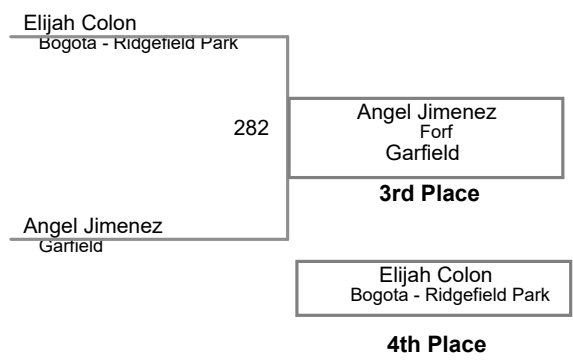 Elijah Colon
Bogota - Ridgefield Park
282
Angel Jimenez
Forf
Garfield
3rd Place
Angel Jimenez
Garfield
Elijah Colon
Bogota - Ridgefield Park
4th Place